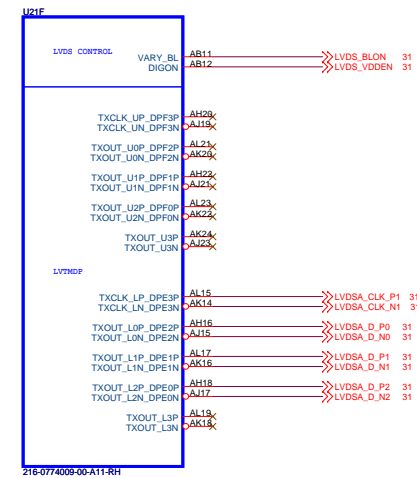 U21F
LVDS CONTROL
VARY_BL AB11 LVDS_BLON 31
DIGON AB12 LVDS_VDDEN 31
TXCLK_UP_DPF3P AH20
TXCLK_UN_DPF3N AJ19
TXOUT_U0P_DPF2P AL21
TXOUT_U0N_DPF2N AK20
TXOUT_U1P_DPF1P AH22
TXOUT_U1N_DPF1N AJ21
TXOUT_U2P_DPF0P AL23
TXOUT_U2N_DPF0N AK22
TXOUT_U3P AK24
TXOUT_U3N AJ23
LVTMDP
TXCLK_LP_DPE3P AL15 LVDSA_CLK_P1 31
TXCLK_LN_DPE3N AK14 LVDSA_CLK_N1 31
TXOUT_L0P_DPE2P AH16 LVDSA_D_P0 31
TXOUT_L0N_DPE2N AJ15 LVDSA_D_N0 31
TXOUT_L1P_DPE1P AL17 LVDSA_D_P1 31
TXOUT_L1N_DPE1N AK16 LVDSA_D_N1 31
TXOUT_L2P_DPE0P AH18 LVDSA_D_P2 31
TXOUT_L2N_DPE0N AJ17 LVDSA_D_N2 31
TXOUT_L3P AL19
TXOUT_L3N AK18
216-0774009-00-A11-RH